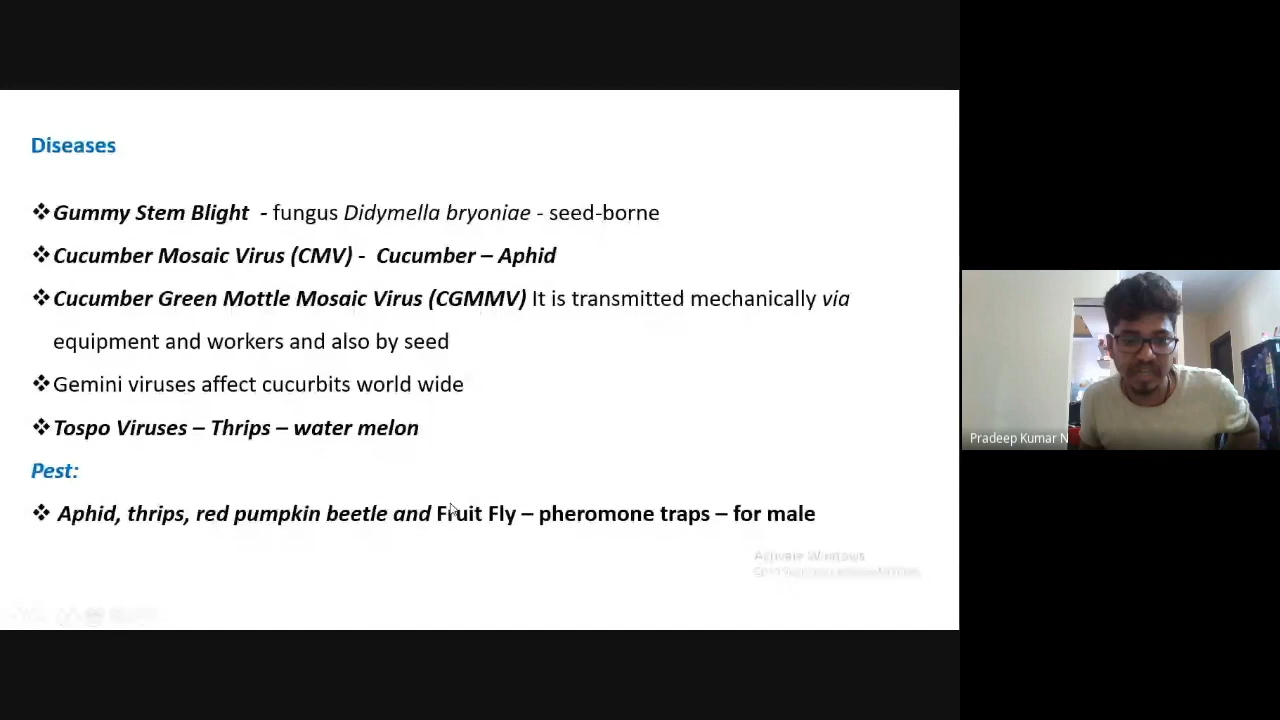 Diseases
❖Gummy Stem Blight - fungus Didymella bryoniae - seed-borne
❖Cucumber Mosaic Virus (CMV) - Cucumber – Aphid
❖Cucumber Green Mottle Mosaic Virus (CGMMV) It is transmitted mechanically via
equipment and workers and also by seed
❖Gemini viruses affect cucurbits world wide
❖Tospo Viruses – Thrips – water melon
Pest:
❖ Aphid, thrips, red pumpkin beetle and Fruit Fly – pheromone traps – for male
Activate Windows
Pradeep Kumar N